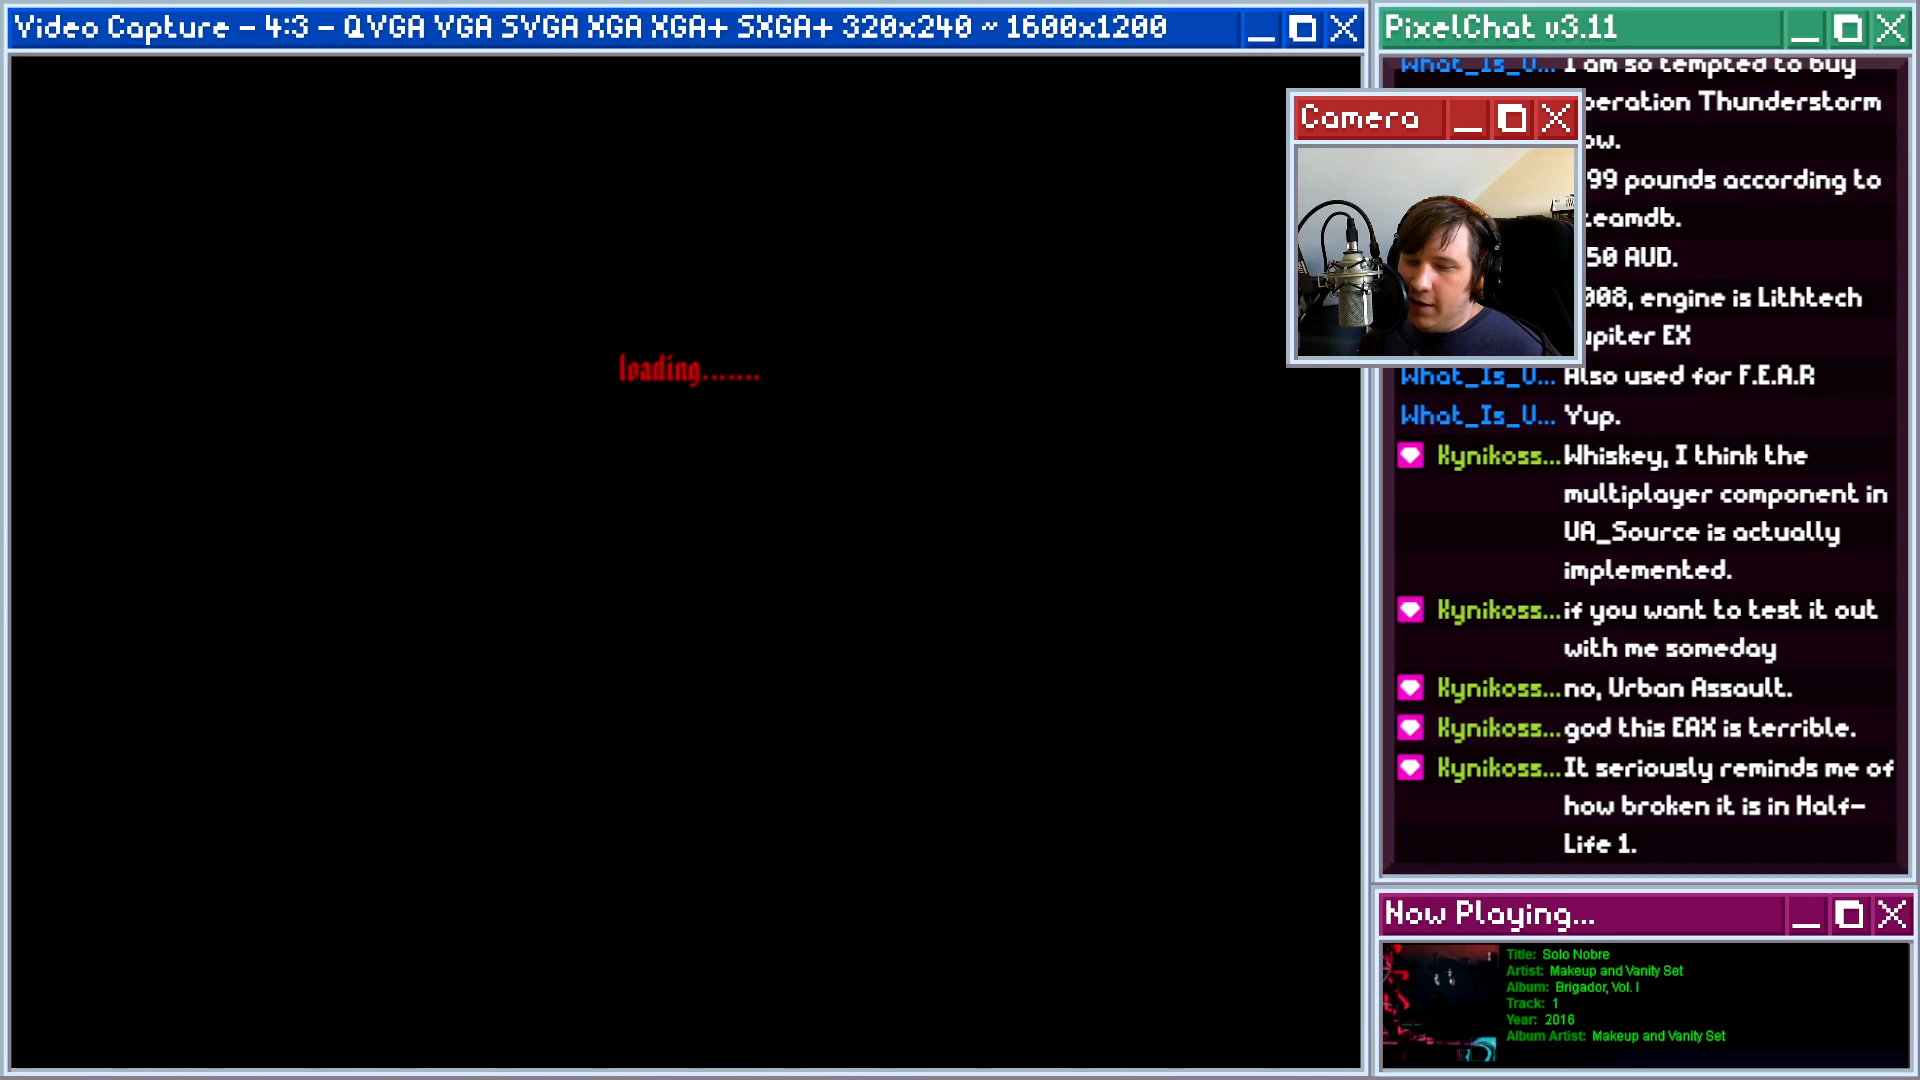 Video Capture - 4:3 - QVGA VGA SVGA XGA XGA+ SXGA+ 320x240 ~ 1600x1200
loading.......
Camera
PixelChat v3.11
What_Is_U... I am so tempted to buy
peration Thunderstorm
ow.
99 pounds according to
teamdb.
50 AUD.
008, engine is Lithtech
upiter EX
What_Is_U... Also used for F.E.A.R
What_Is_U... Yup.
Kynikoss... Whiskey, I think the
multiplayer component in
UA_Source is actually
implemented.
Kynikoss... if you want to test it out
with me someday
Kynikoss... no, Urban Assault.
Kynikoss... god this EAX is terrible.
Kynikoss... It seriously reminds me of
how broken it is in Half-
Life 1.
Now Playing...
Title: Solo Nobre
Artist: Makeup and Vanity Set
Album: Brigador, Vol. I
Track: 1
Year: 2016
Album Artist: Makeup and Vanity Set